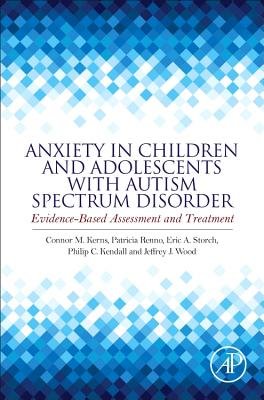 ANXIETY IN CHILDREN
AND ADOLESCENTS
WITH AUTISM
SPECTRUM DISORDER
Evidence-Based Assessment and Treatment
Connor M. Kerns, Patricia Renno, Eric A. Storch,
Philip C. Kendall and Jeffrey J. Wood
AP